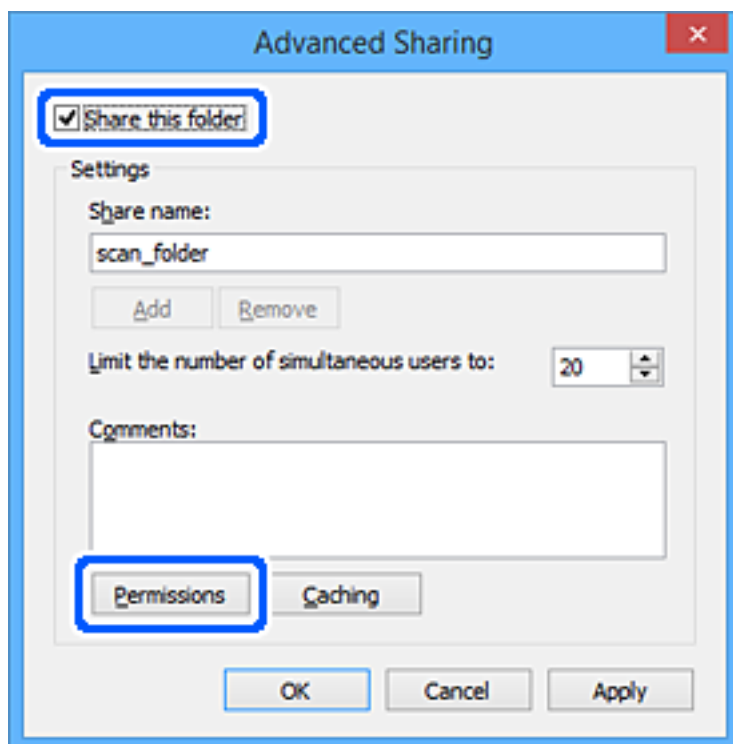 Advanced Sharing
Share this folder
Settings
Share name:
scan_folder
Add Remove
Limit the number of simultaneous users to: 20
Comments:
Permissions Caching
OK Cancel Apply